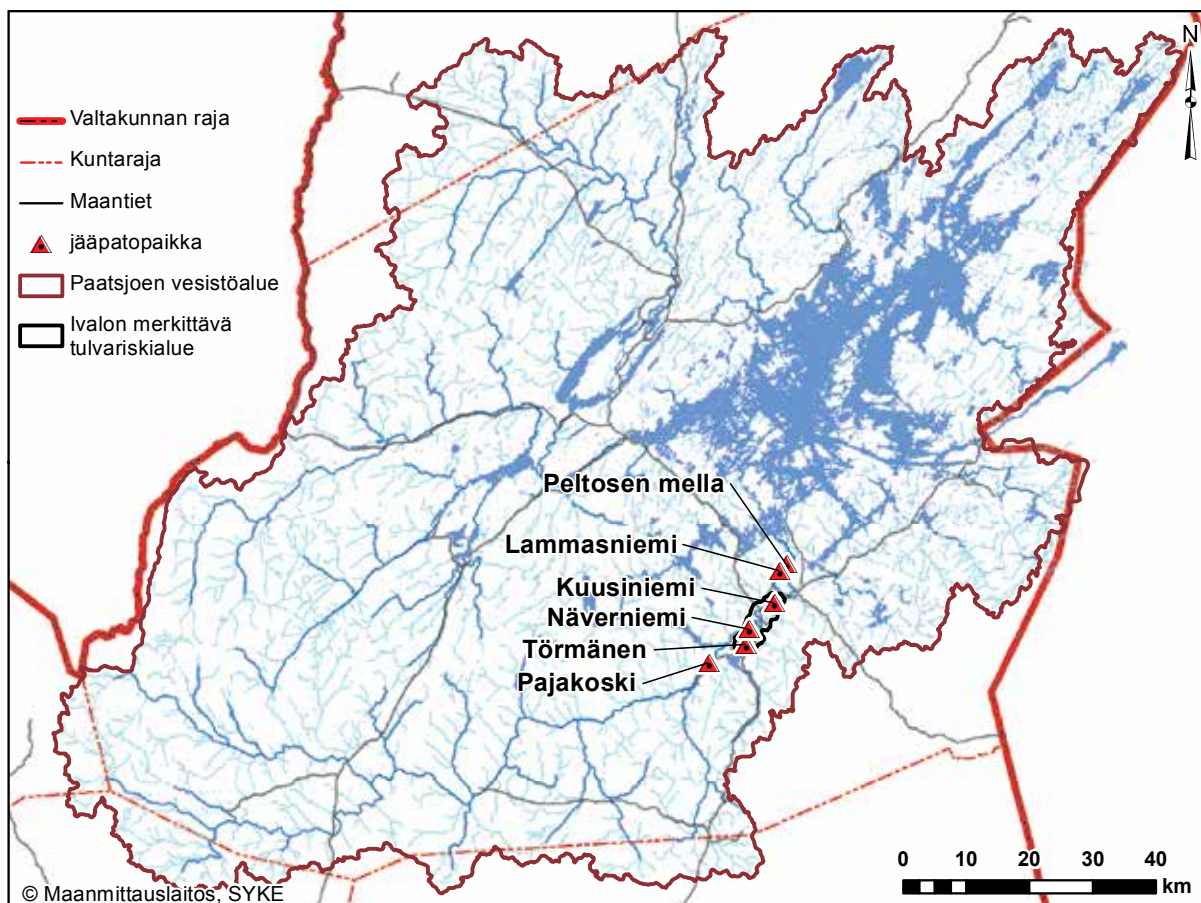 N
Valtakunnan raja
Kuntaraja
Maantiet
jääpatopaikka
Paatsjoen vesistöalue
Ivalon merkittävä
tulvariskialue
Peltosen mella
Lammasniemi
Kuusiniemi
Näverniemi
Törmänen
Pajakoski
0 10 20 30 40
km
© Maanmittauslaitos, SYKE